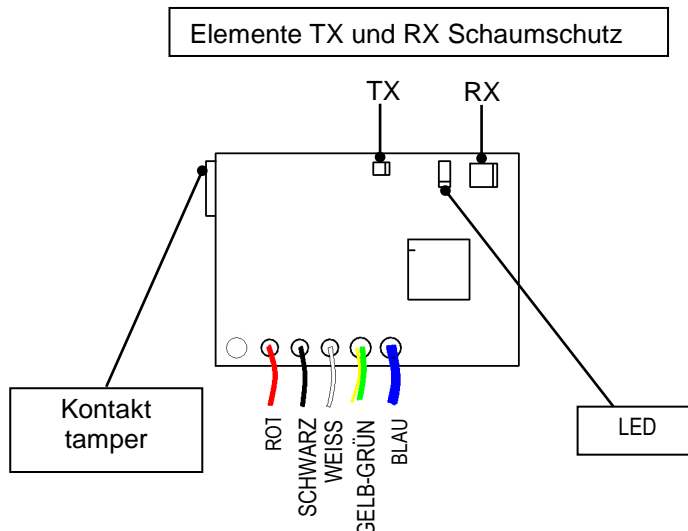 Elemente TX und RX Schaumschutz
TX
RX
Kontakt
tamper
ROT
SCHWARZ
WEISS
GELB-GRÜN
BLAU
LED